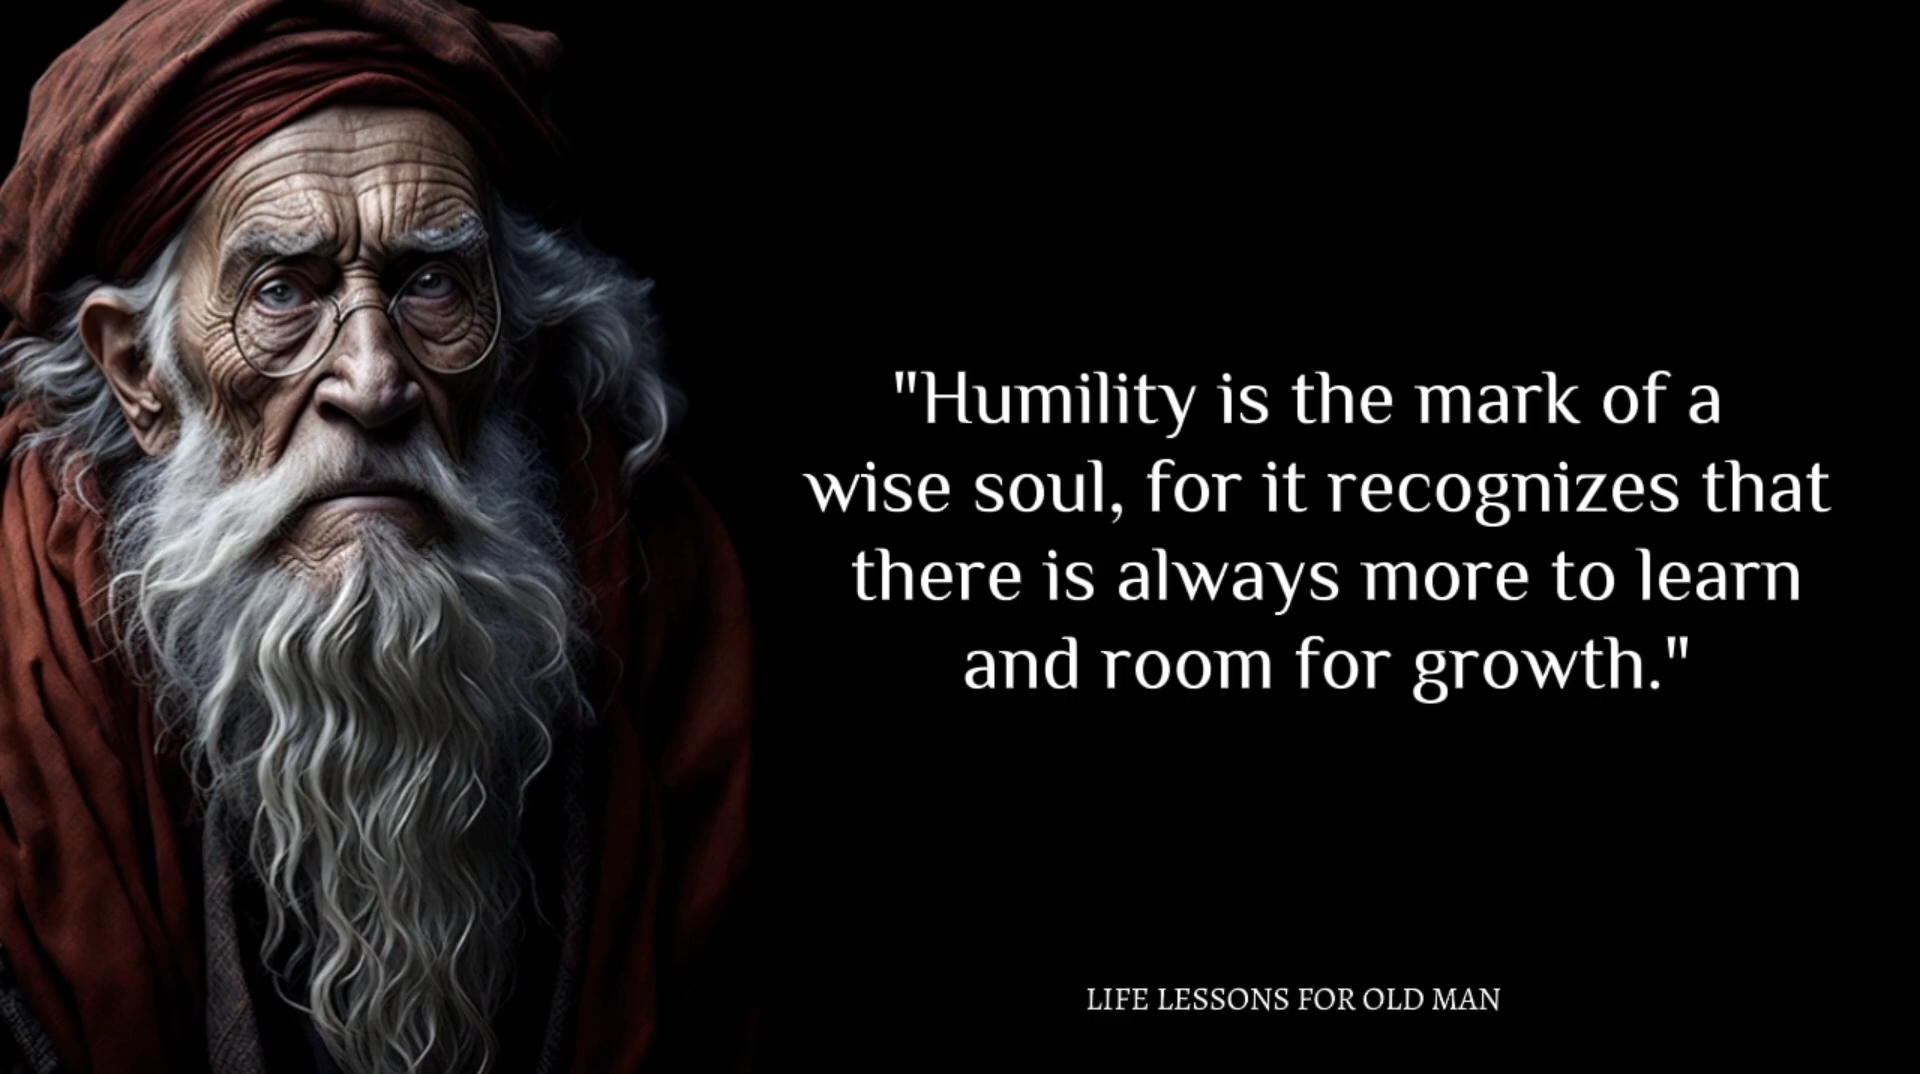 "Humility is the mark of a
wise soul, for it recognizes that
there is always more to learn
and room for growth."
LIFE LESSONS FOR OLD MAN